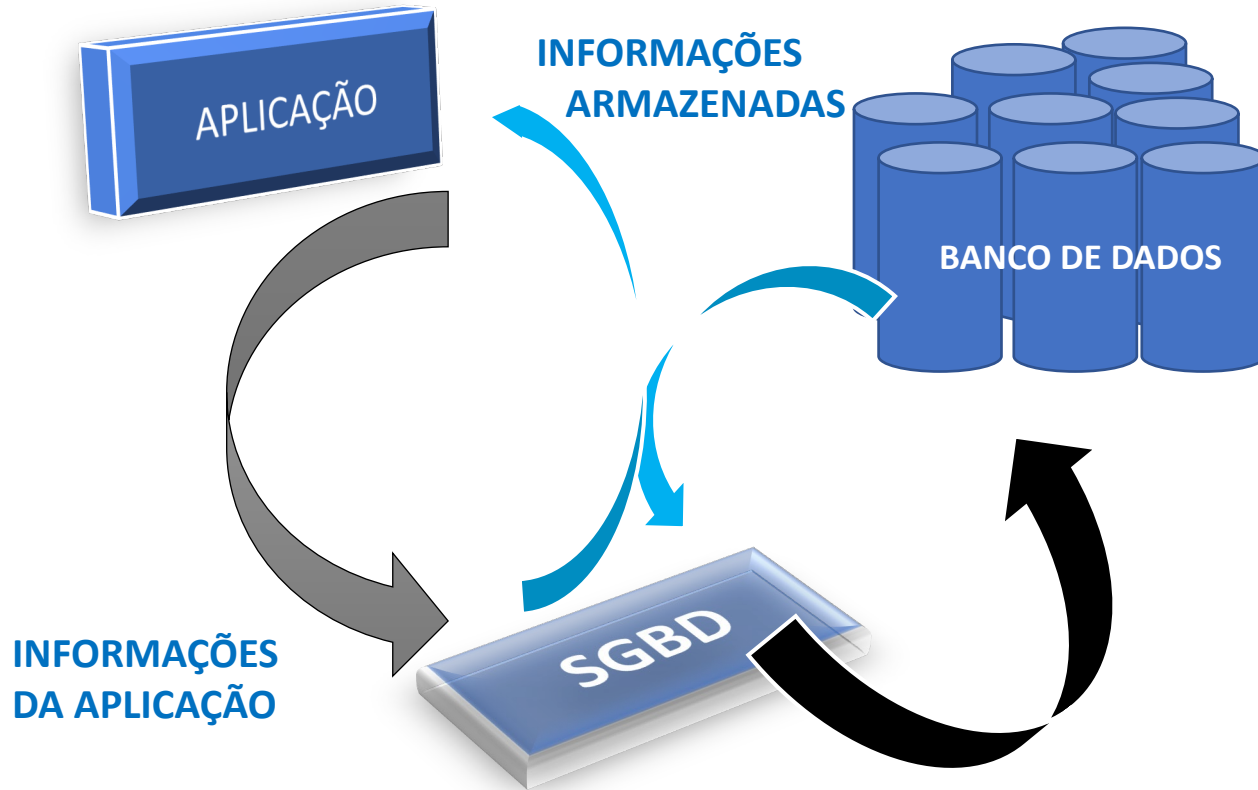 APLICAÇÃO
INFORMAÇÕES
ARMAZENADAS
BANCO DE DADOS
INFORMAÇÕES
DA APLICAÇÃO
SGBD